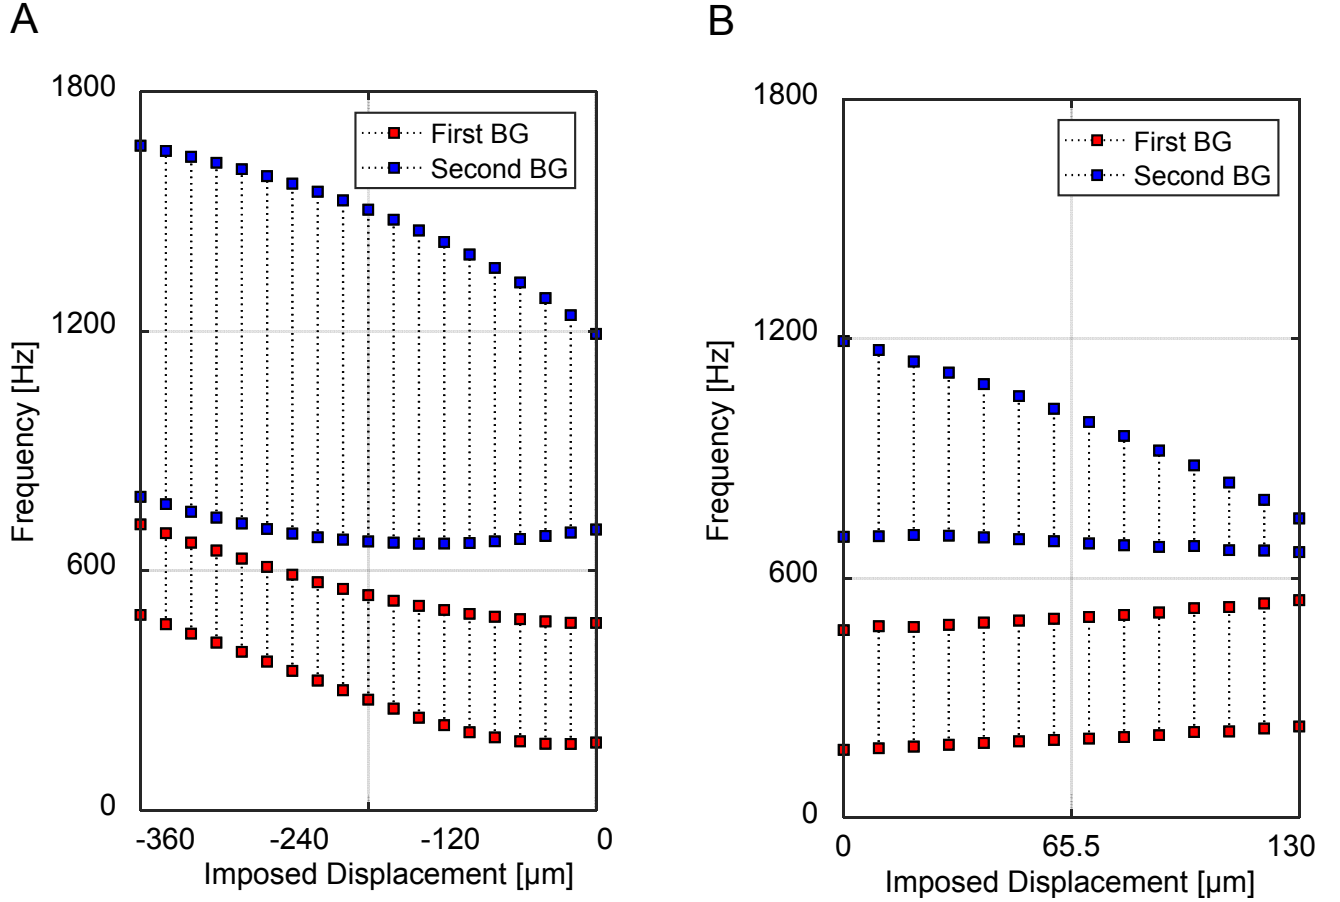 A
1800
1200
600
0
Frequency [Hz]
First BG
Second BG
-360
-240
-120
0
Imposed Displacement [µm]
B
1800
1200
600
0
Frequency [Hz]
First BG
Second BG
0
65.5
130
Imposed Displacement [µm]